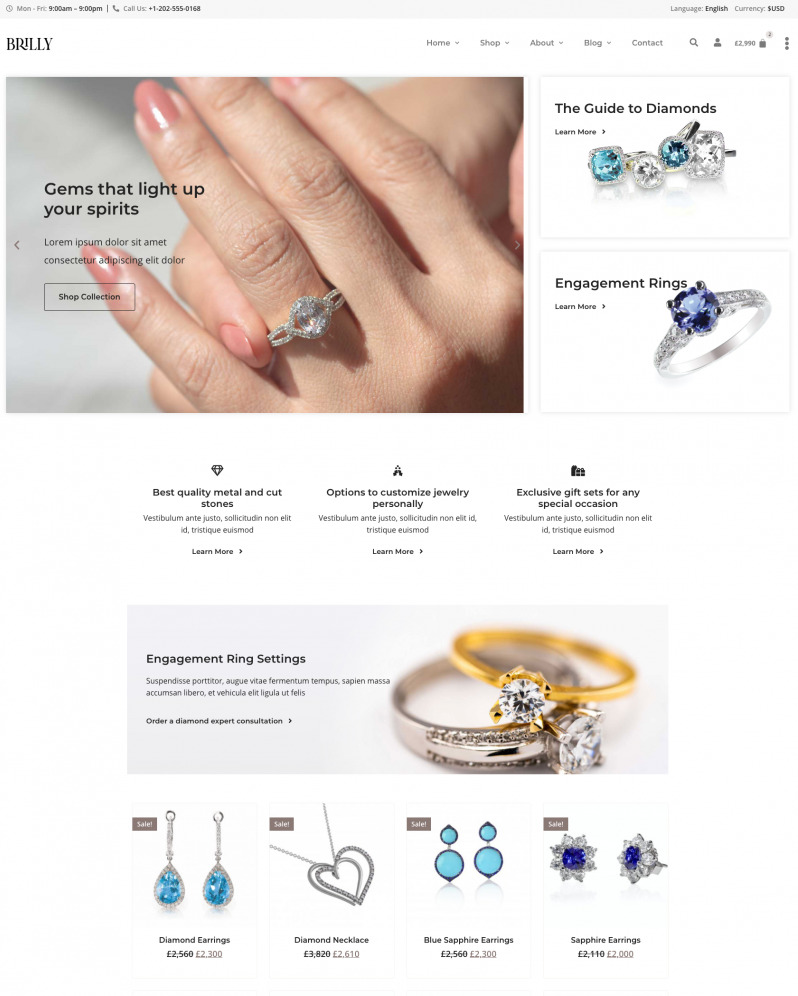 Mon - Fri: 9:00am – 9:00pm | Call Us: +1-202-555-0168
Language: English Currency: $USD
BRILLY
Home Shop About Blog Contact
£2,990 2
Gems that light up
your spirits
Lorem ipsum dolor sit amet
consectetur adipiscing elit dolor
Shop Collection
The Guide to Diamonds
Learn More
Engagement Rings
Learn More
Best quality metal and cut
stones
Vestibulum ante justo, sollicitudin non elit
id, tristique euismod
Learn More
Options to customize jewelry
personally
Vestibulum ante justo, sollicitudin non elit id,
tristique euismod
Learn More
Exclusive gift sets for any
special occasion
Vestibulum ante justo, sollicitudin non elit
id, tristique euismod
Learn More
Engagement Ring Settings
Suspendisse porttitor, augue vitae fermentum tempus, sapien massa
accumsan libero, et vehicula elit ligula ut felis
Order a diamond expert consultation
Sale!
Diamond Earrings
£2,560 £2,300
Sale!
Diamond Necklace
£3,820 £2,610
Sale!
Blue Sapphire Earrings
£2,560 £2,300
Sale!
Sapphire Earrings
£2,110 £2,000